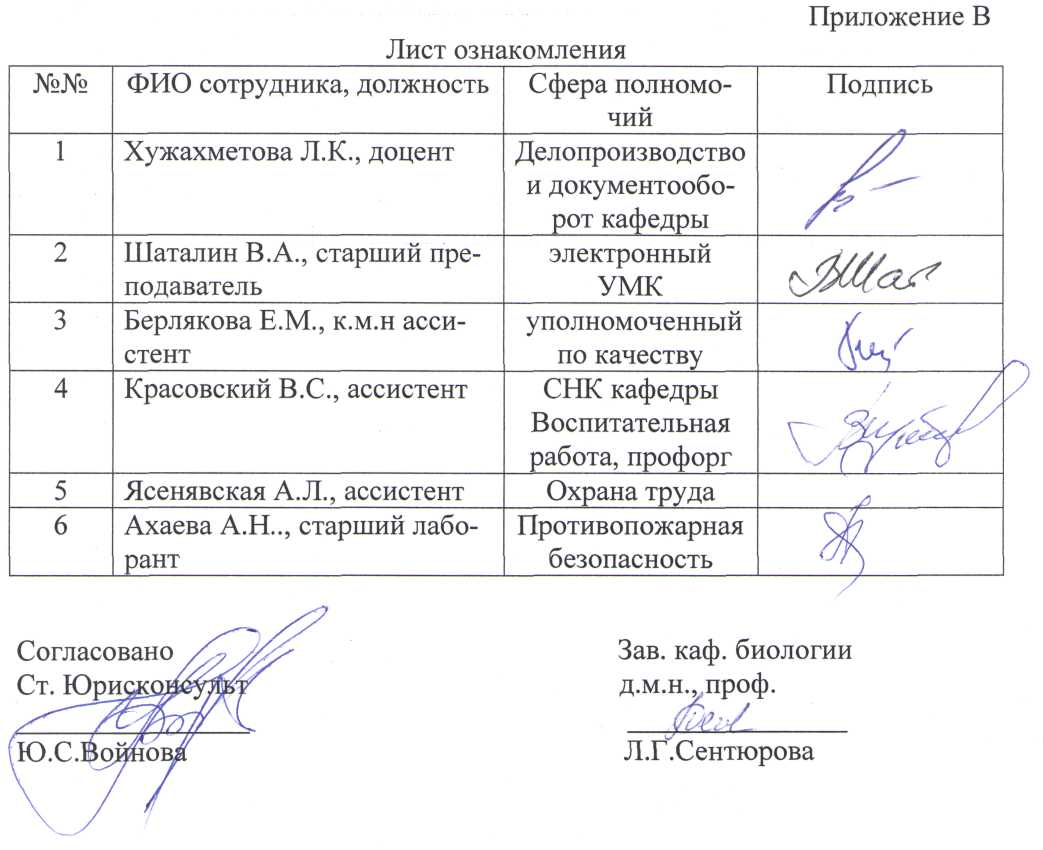 Приложение В
Лист ознакомления
№№ ФИО сотрудника, должность Сфера полномо-
чий Подпись
1 Хужахметова Л.К., доцент Делопроизводство
и документообо-
рот кафедры
2 Шаталин В.А., старший пре-
подаватель электронный
УМК
3 Берлякова Е.М., к.м.н асси-
стент уполномоченный
по качеству
4 Красовский В.С., ассистент СНК кафедры
Воспитательная
работа, профорг
5 Ясенявская А.Л., ассистент Охрана труда
6 Ахаева А.Н.., старший лабо-
рант Противопожарная
безопасность
Согласовано
Ст. Юрисконсульт
Ю.С.Войнова
Зав. каф. биологии
д.м.н., проф.
Л.Г.Сентюрова